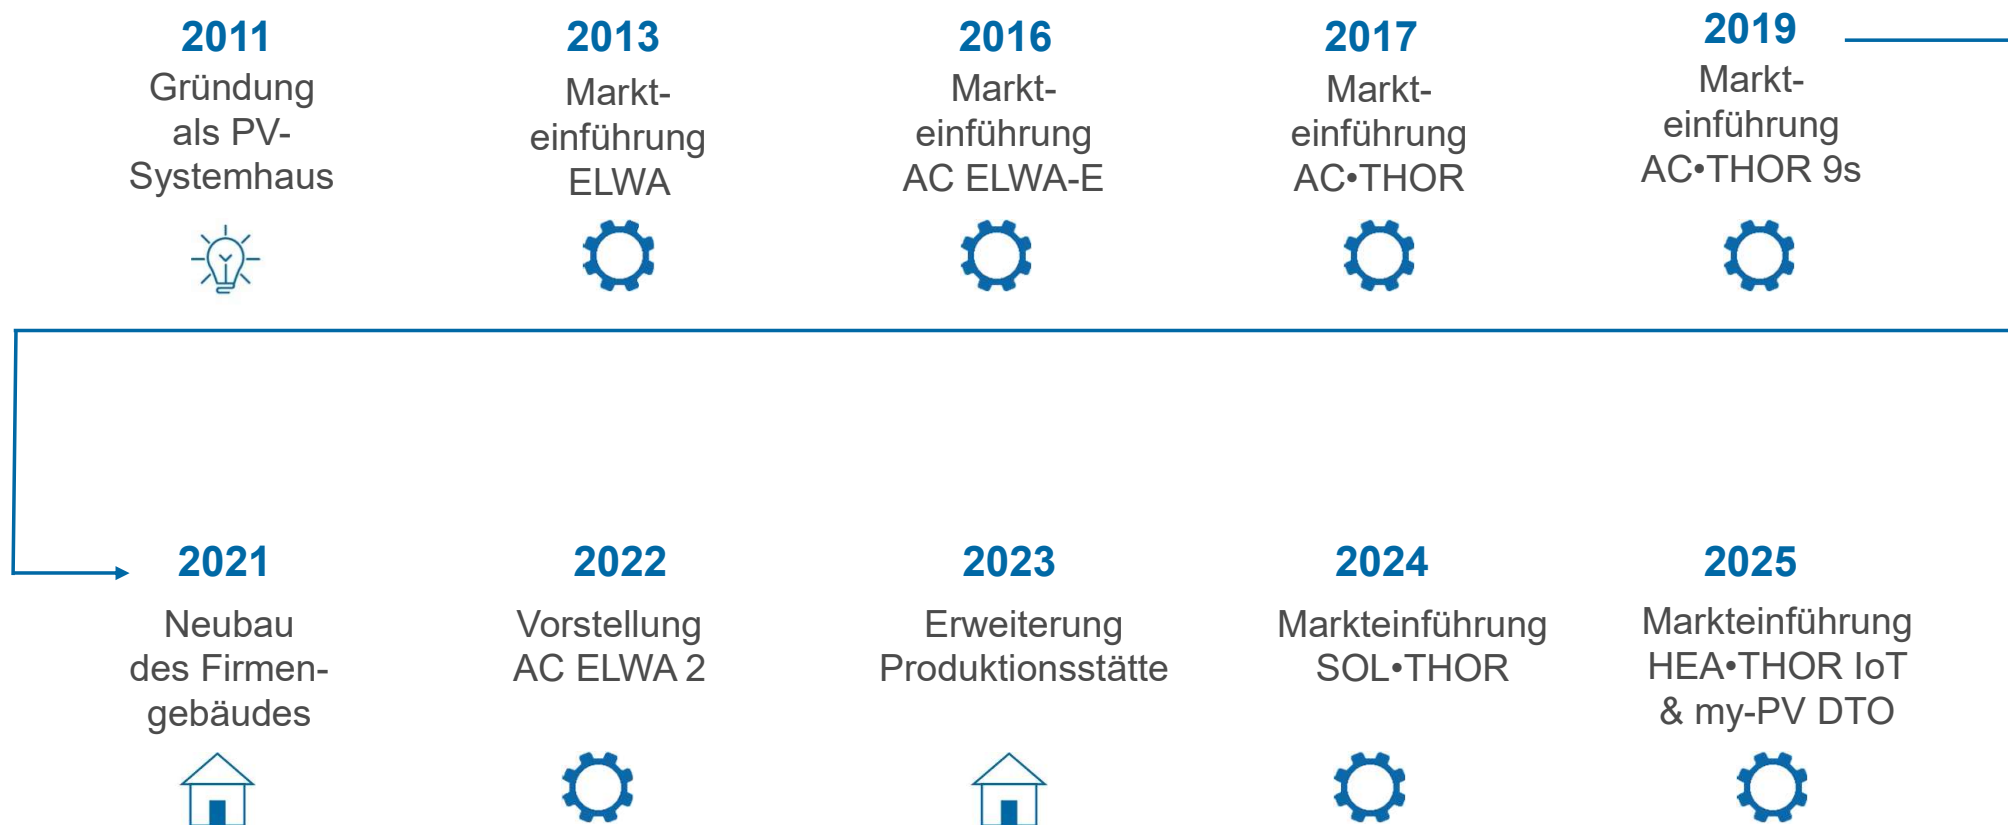 2011
Gründung
als PV-
Systemhaus
2013
Markt-
einführung
ELWA
2016
Markt-
einführung
AC ELWA-E
2017
Markt-
einführung
AC•THOR
2019
Markt-
einführung
AC•THOR 9s
2021
Neubau
des Firmen-
gebäudes
2022
Vorstellung
AC ELWA 2
2023
Erweiterung
Produktionsstätte
2024
Markteinführung
SOL•THOR
2025
Markteinführung
HEA•THOR IoT
& my-PV DTO